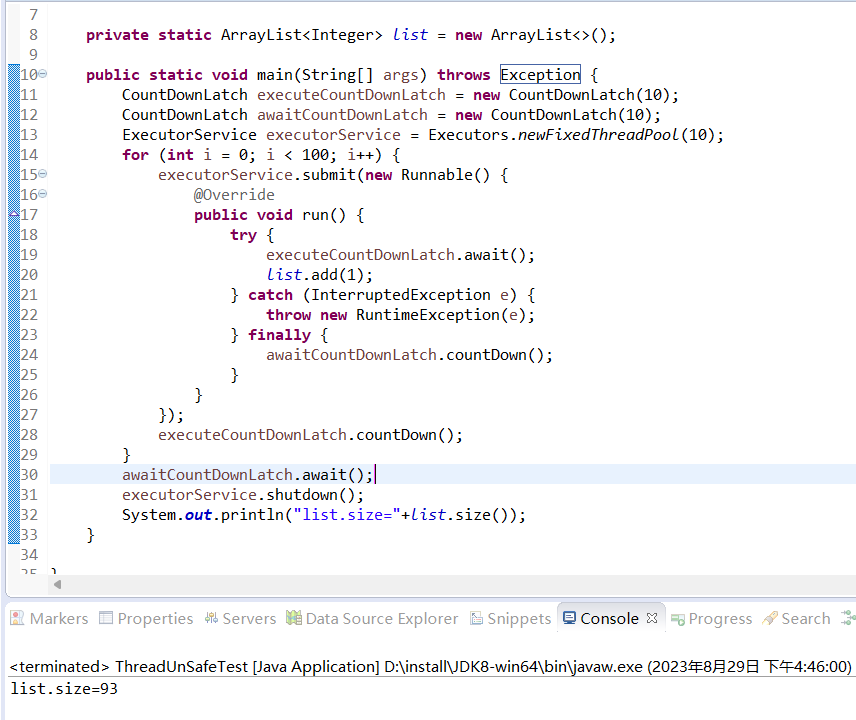 7
8 private static ArrayList<Integer> list = new ArrayList<>();
9
10 public static void main(String[] args) throws Exception {
11 CountDownLatch executeCountDownLatch = new CountDownLatch(10);
12 CountDownLatch awaitCountDownLatch = new CountDownLatch(10);
13 ExecutorService executorService = Executors.newFixedThreadPool(10);
14 for (int i = 0; i < 100; i++) {
15 executorService.submit(new Runnable() {
16 @Override
17 public void run() {
18 try {
19 executeCountDownLatch.await();
20 list.add(1);
21 } catch (InterruptedException e) {
22 throw new RuntimeException(e);
23 } finally {
24 awaitCountDownLatch.countDown();
25 }
26 }
27 });
28 executeCountDownLatch.countDown();
29 }
30 awaitCountDownLatch.await();
31 executorService.shutdown();
32 System.out.println("list.size="+list.size());
33 }
34
35 }
Markers Properties Servers Data Source Explorer Snippets Console Progress Search
<terminated> ThreadUnSafeTest [Java Application] D:\install\JDK8-win64\bin\javaw.exe (2023年8月29日 下午4:46:00)
list.size=93